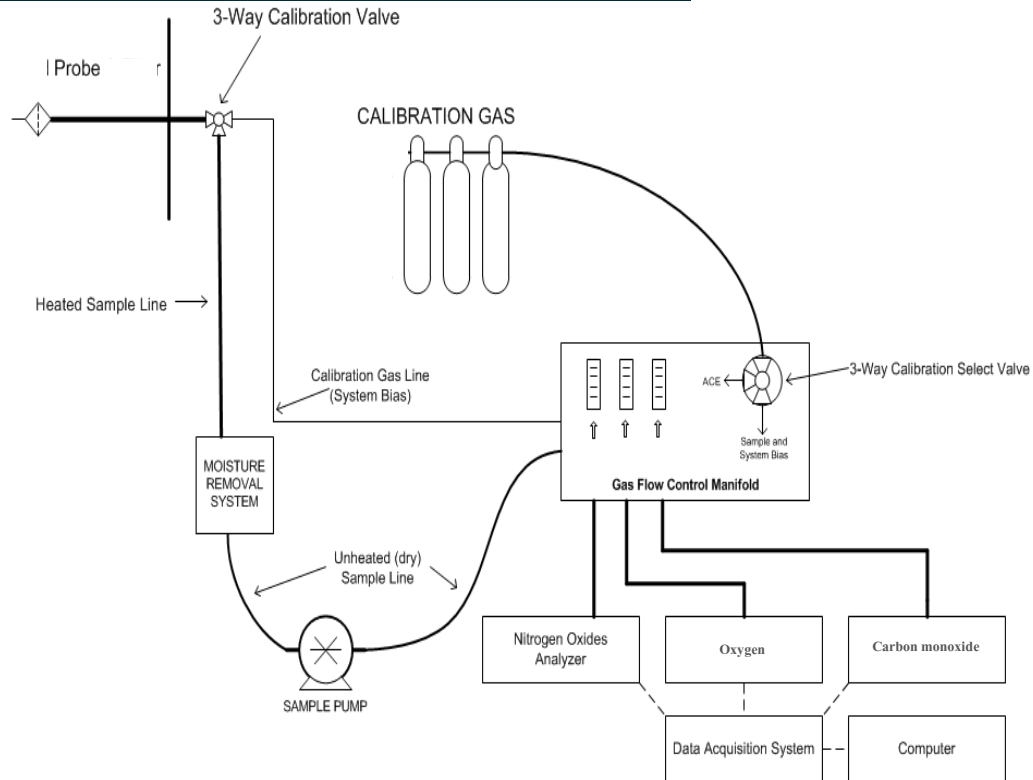 3-Way Calibration Valve
Probe
CALIBRATION GAS
Heated Sample Line
Calibration Gas Line
(System Bias)
ACE
3-Way Calibration Select Valve
Sample and
System Bias
Gas Flow Control Manifold
MOISTURE
REMOVAL
SYSTEM
Unheated (dry)
Sample Line
SAMPLE PUMP
Nitrogen Oxides
Analyzer
Oxygen
Carbon monoxide
Data Acquisition System
Computer